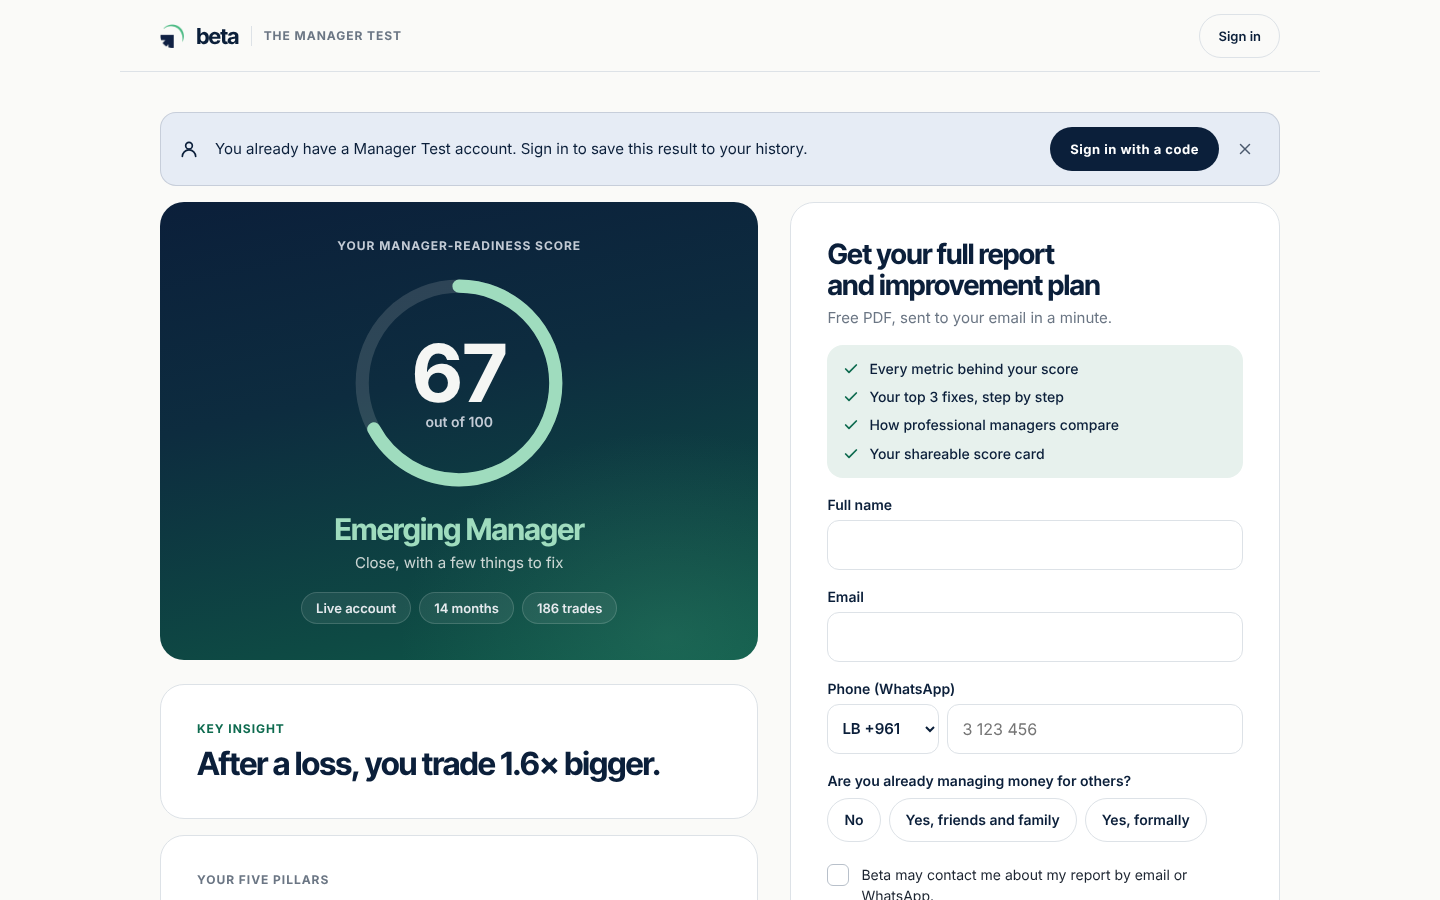 beta
THE MANAGER TEST
Sign in
You already have a Manager Test account. Sign in to save this result to your history.
Sign in with a code
YOUR MANAGER-READINESS SCORE
67
out of 100
Emerging Manager
Close, with a few things to fix
Live account
14 months
186 trades
KEY INSIGHT
After a loss, you trade 1.6× bigger.
YOUR FIVE PILLARS
Get your full report
and improvement plan
Free PDF, sent to your email in a minute.
Every metric behind your score
Your top 3 fixes, step by step
How professional managers compare
Your shareable score card
Full name
Email
Phone (WhatsApp)
LB +961
3 123 456
Are you already managing money for others?
No
Yes, friends and family
Yes, formally
Beta may contact me about my report by email or
WhatsApp.